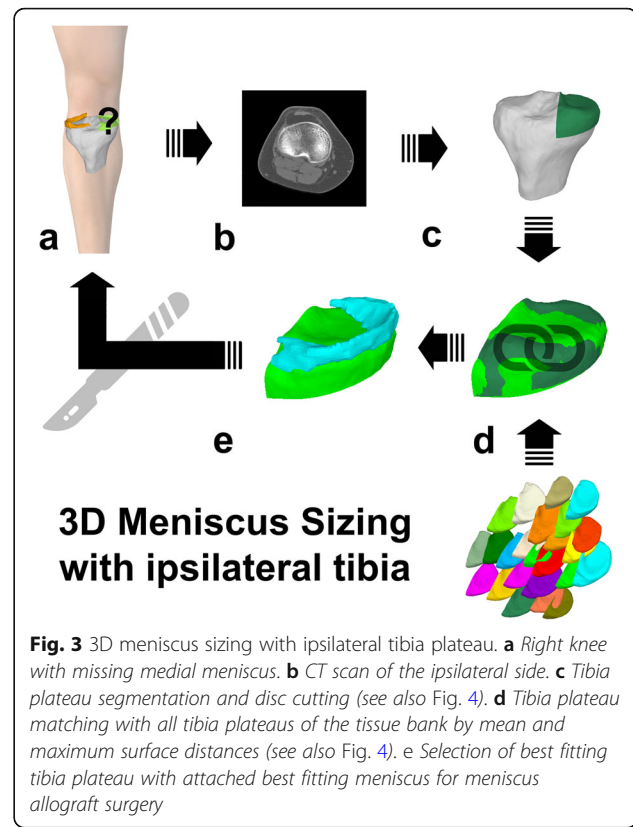 ?
a
b
c
e
d
3D Meniscus Sizing
with ipsilateral tibia
Fig. 3 3D meniscus sizing with ipsilateral tibia plateau. a Right knee
with missing medial meniscus. b CT scan of the ipsilateral side. c Tibia
plateau segmentation and disc cutting (see also Fig. 4). d Tibia plateau
matching with all tibia plateaus of the tissue bank by mean and
maximum surface distances (see also Fig. 4). e Selection of best fitting
tibia plateau with attached best fitting meniscus for meniscus
allograft surgery